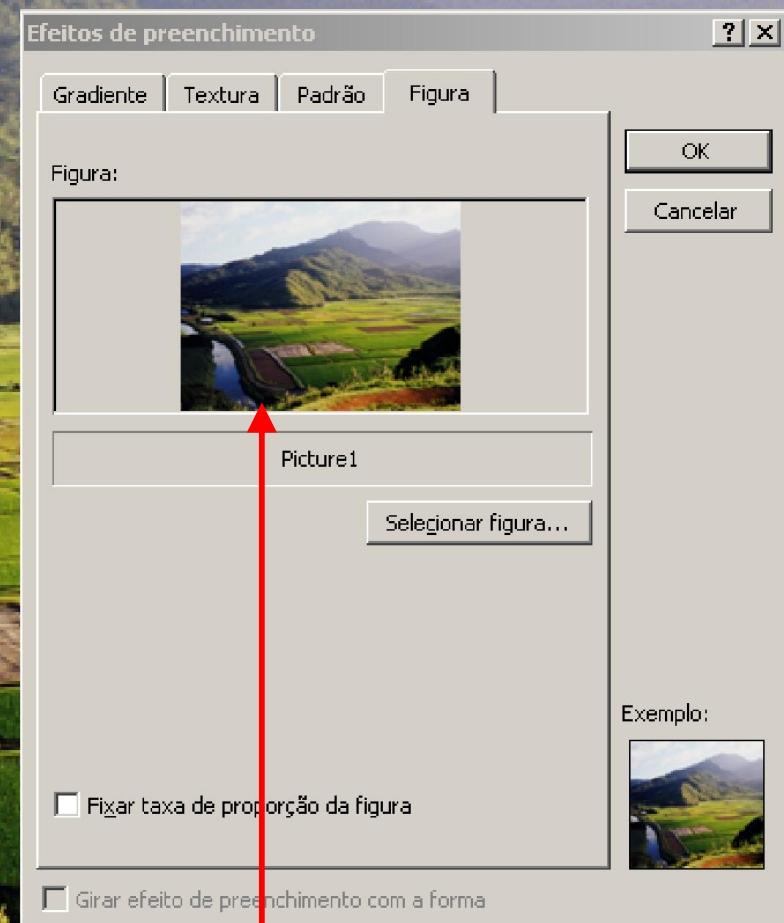 Efeitos de preenchimento
Gradiente Textura Padrão Figura
OK
Figura:
Cancelar
Picture1
Selecionar figura...
Exemplo:
Fixar taxa de proporção da figura
Girar efeito de preenchimento com a forma